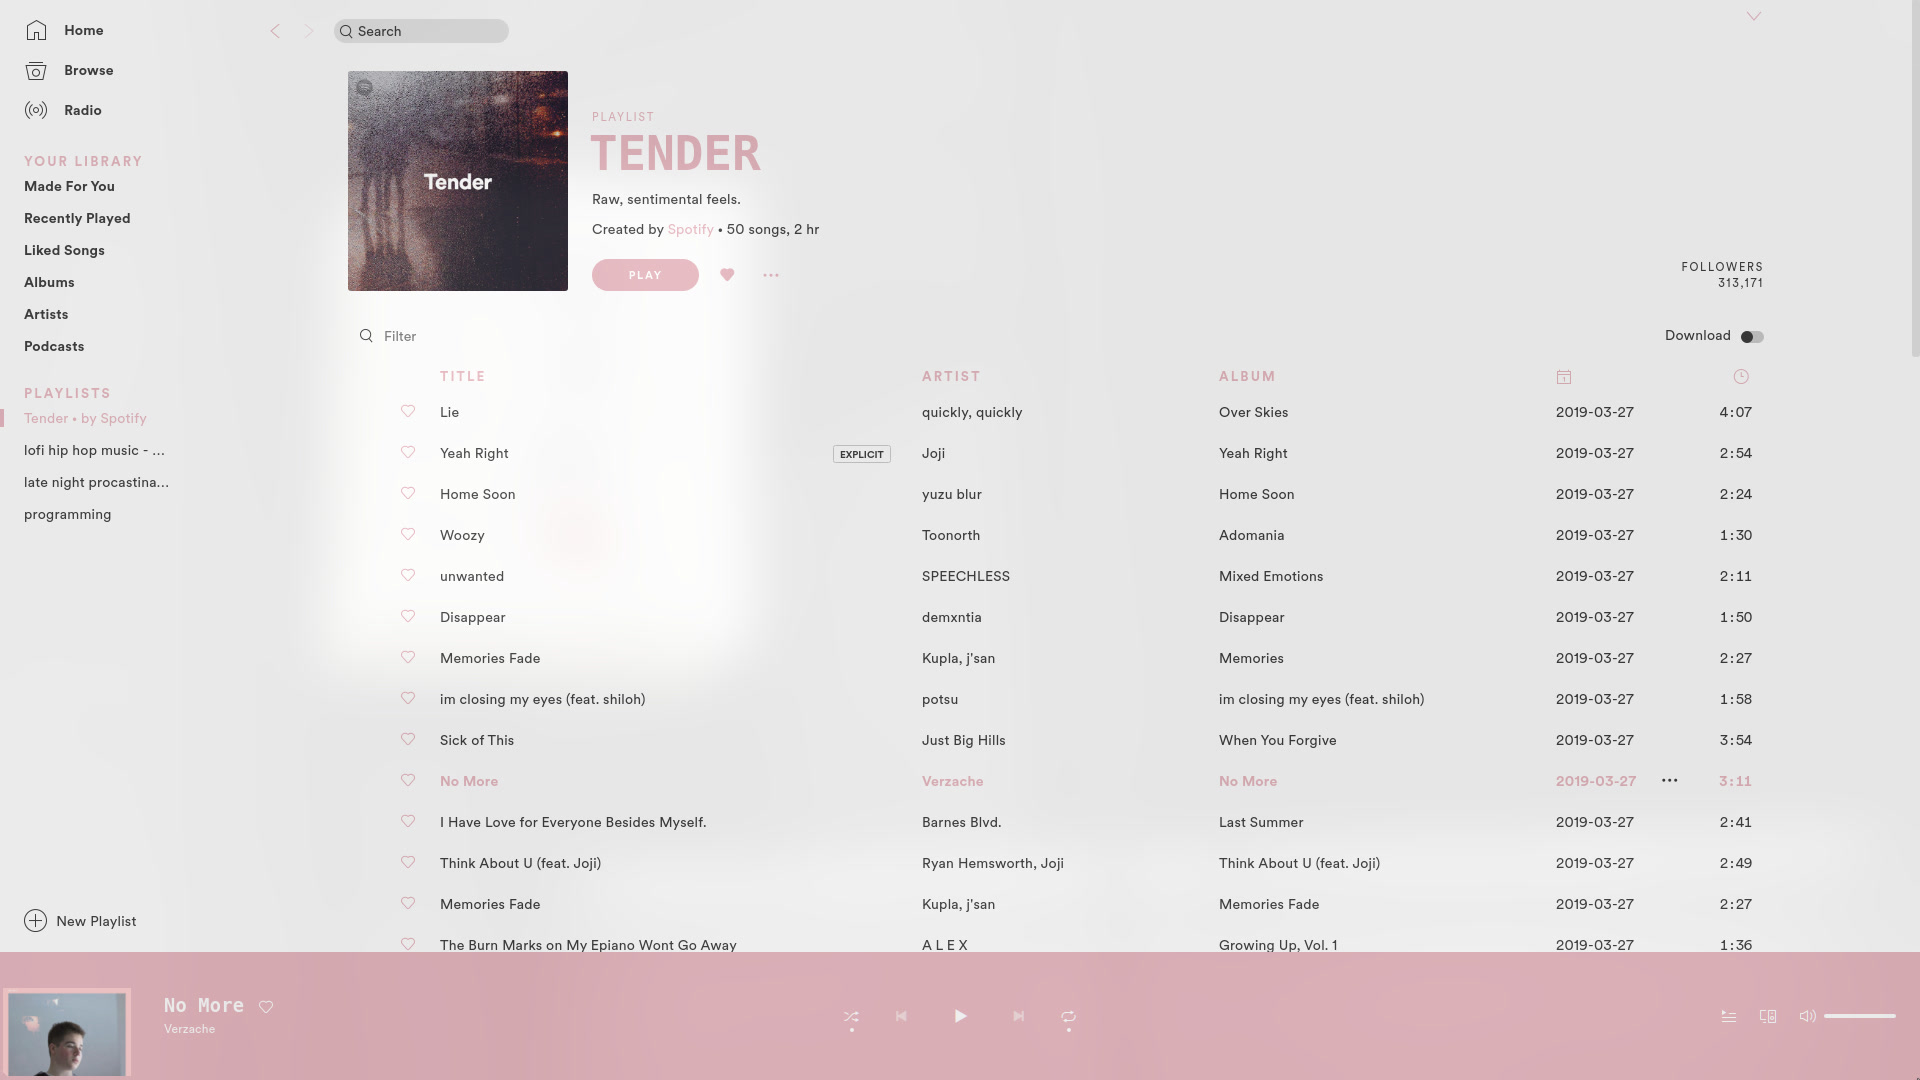 Home
Browse
Radio
YOUR LIBRARY
Made For You
Recently Played
Liked Songs
Albums
Artists
Podcasts
PLAYLISTS
Tender • by Spotify
lofi hip hop music - ...
late night procastina...
programming
New Playlist
Search
Tender
PLAYLIST
TENDER
Raw, sentimental feels.
Created by Spotify • 50 songs, 2 hr
PLAY
FOLLOWERS
313,171
Filter
Download
TITLE ARTIST ALBUM
Lie quickly, quickly Over Skies 2019-03-27 4:07
Yeah Right EXPLICIT Joji Yeah Right 2019-03-27 2:54
Home Soon yuzu blur Home Soon 2019-03-27 2:24
Woozy Toonorth Adomania 2019-03-27 1:30
unwanted SPEECHLESS Mixed Emotions 2019-03-27 2:11
Disappear demxntia Disappear 2019-03-27 1:50
Memories Fade Kupla, j'san Memories 2019-03-27 2:27
im closing my eyes (feat. shiloh) potsu im closing my eyes (feat. shiloh) 2019-03-27 1:58
Sick of This Just Big Hills When You Forgive 2019-03-27 3:54
No More Verzache No More 2019-03-27 ... 3:11
I Have Love for Everyone Besides Myself. Barnes Blvd. Last Summer 2019-03-27 2:41
Think About U (feat. Joji) Ryan Hemsworth, Joji Think About U (feat. Joji) 2019-03-27 2:49
Memories Fade Kupla, j'san Memories Fade 2019-03-27 2:27
The Burn Marks on My Epiano Wont Go Away A L E X Growing Up, Vol. 1 2019-03-27 1:36
No More
Verzache